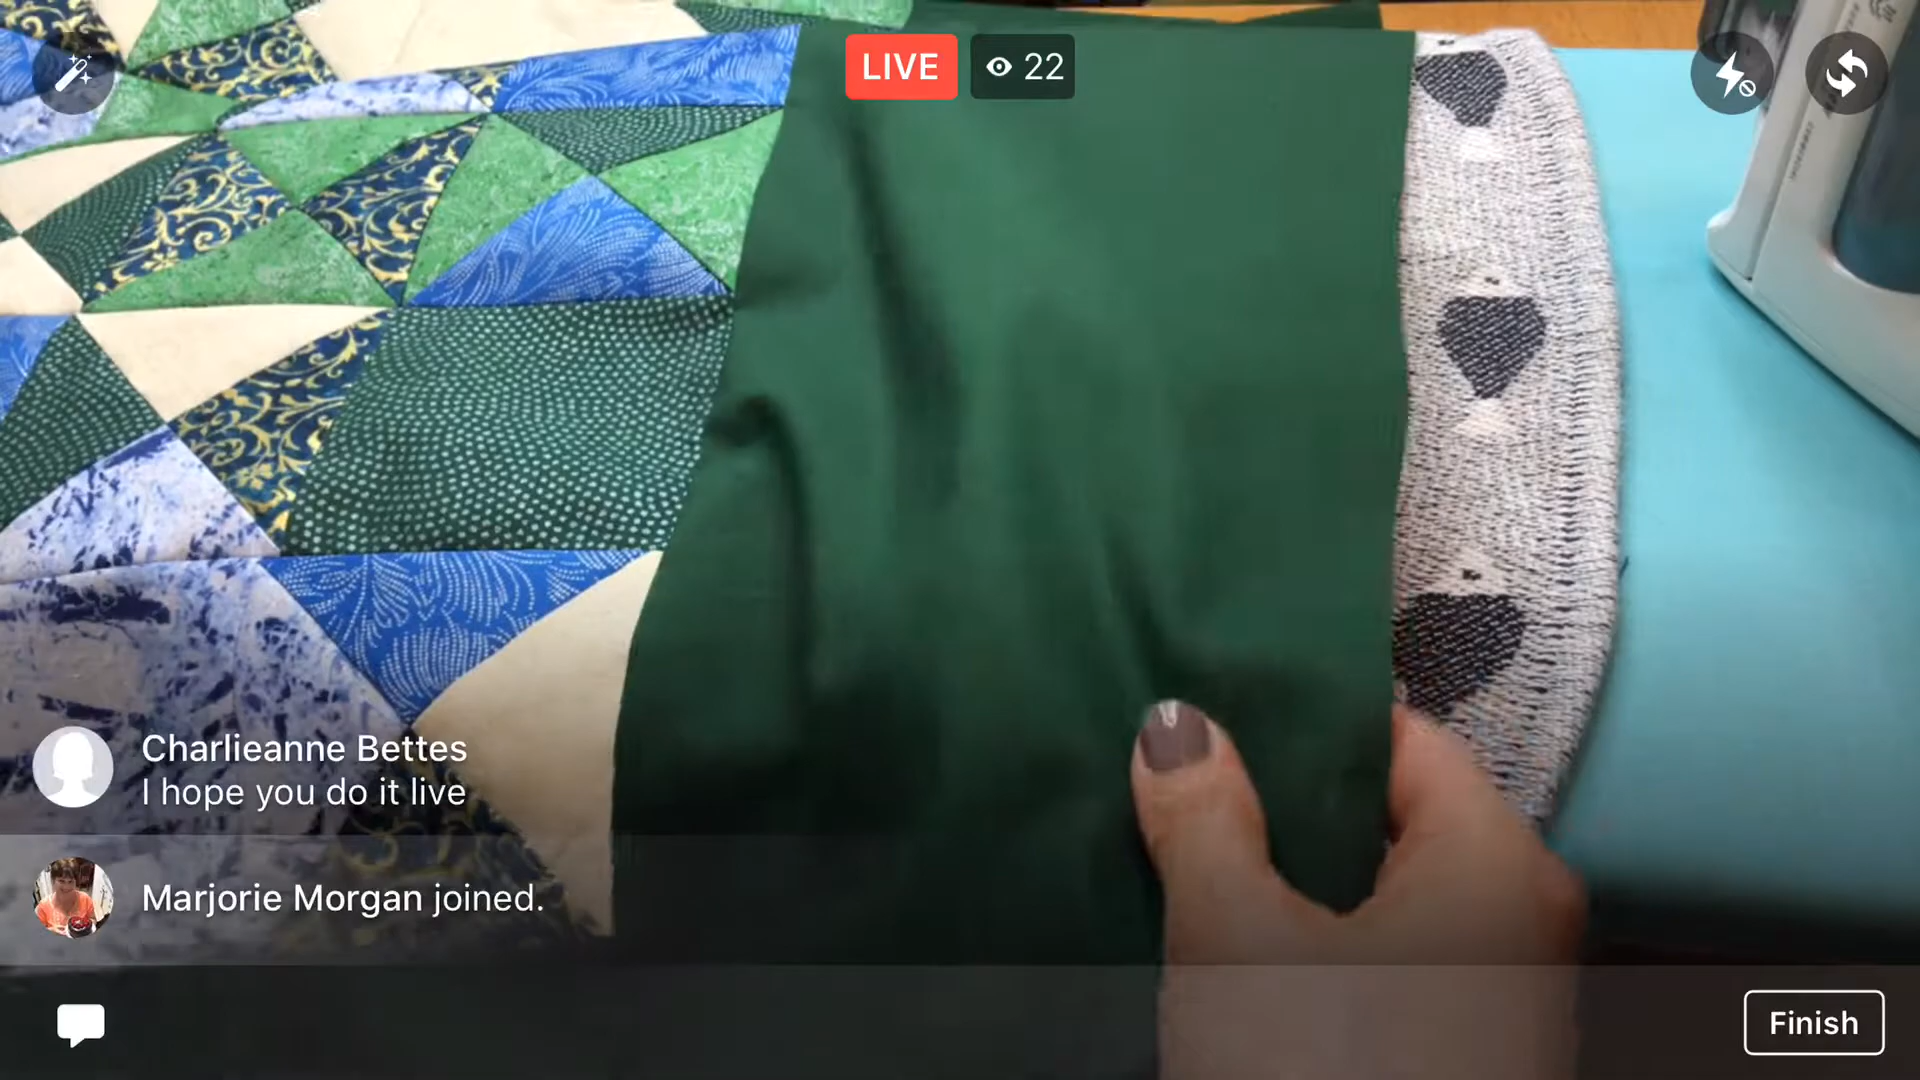 LIVE
22
Charlieanne Bettes
I hope you do it live
Marjorie Morgan joined.
Finish